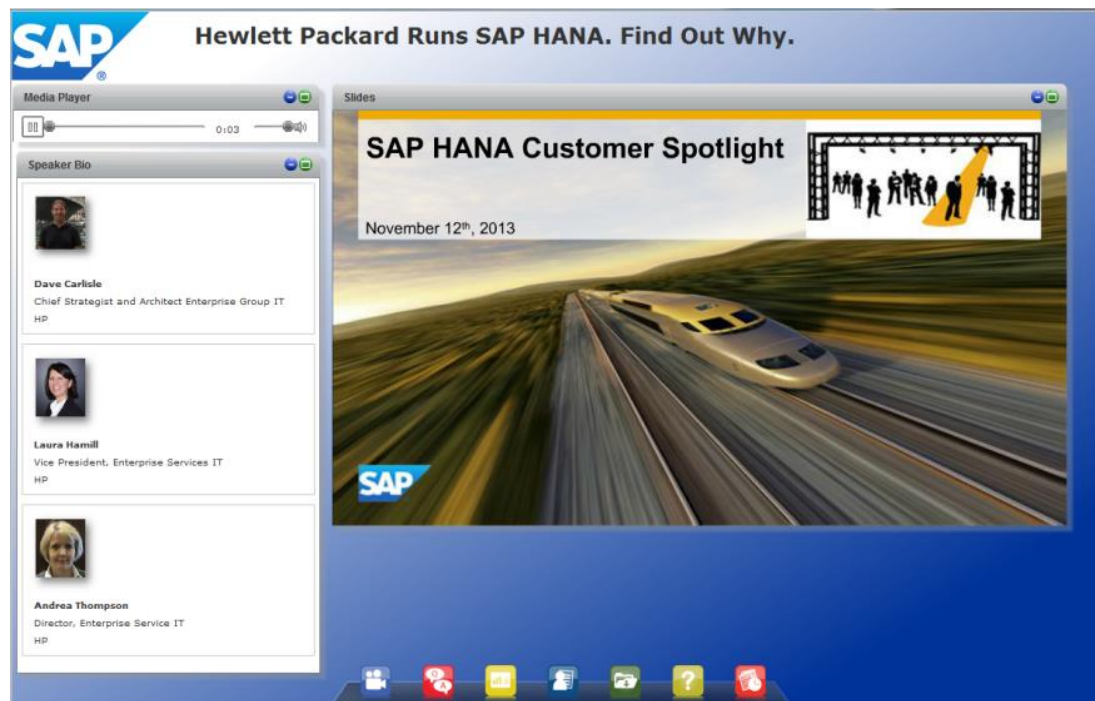 SAP
®
Hewlett Packard Runs SAP HANA. Find Out Why.
Media Player
0:03
Speaker Bio
Dave Carlisle
Chief Strategist and Architect Enterprise Group IT
HP
Laura Hamill
Vice President, Enterprise Services IT
HP
Andrea Thompson
Director, Enterprise Service IT
HP
Slides
SAP HANA Customer Spotlight
November 12th, 2013
SAP
Q
A
?